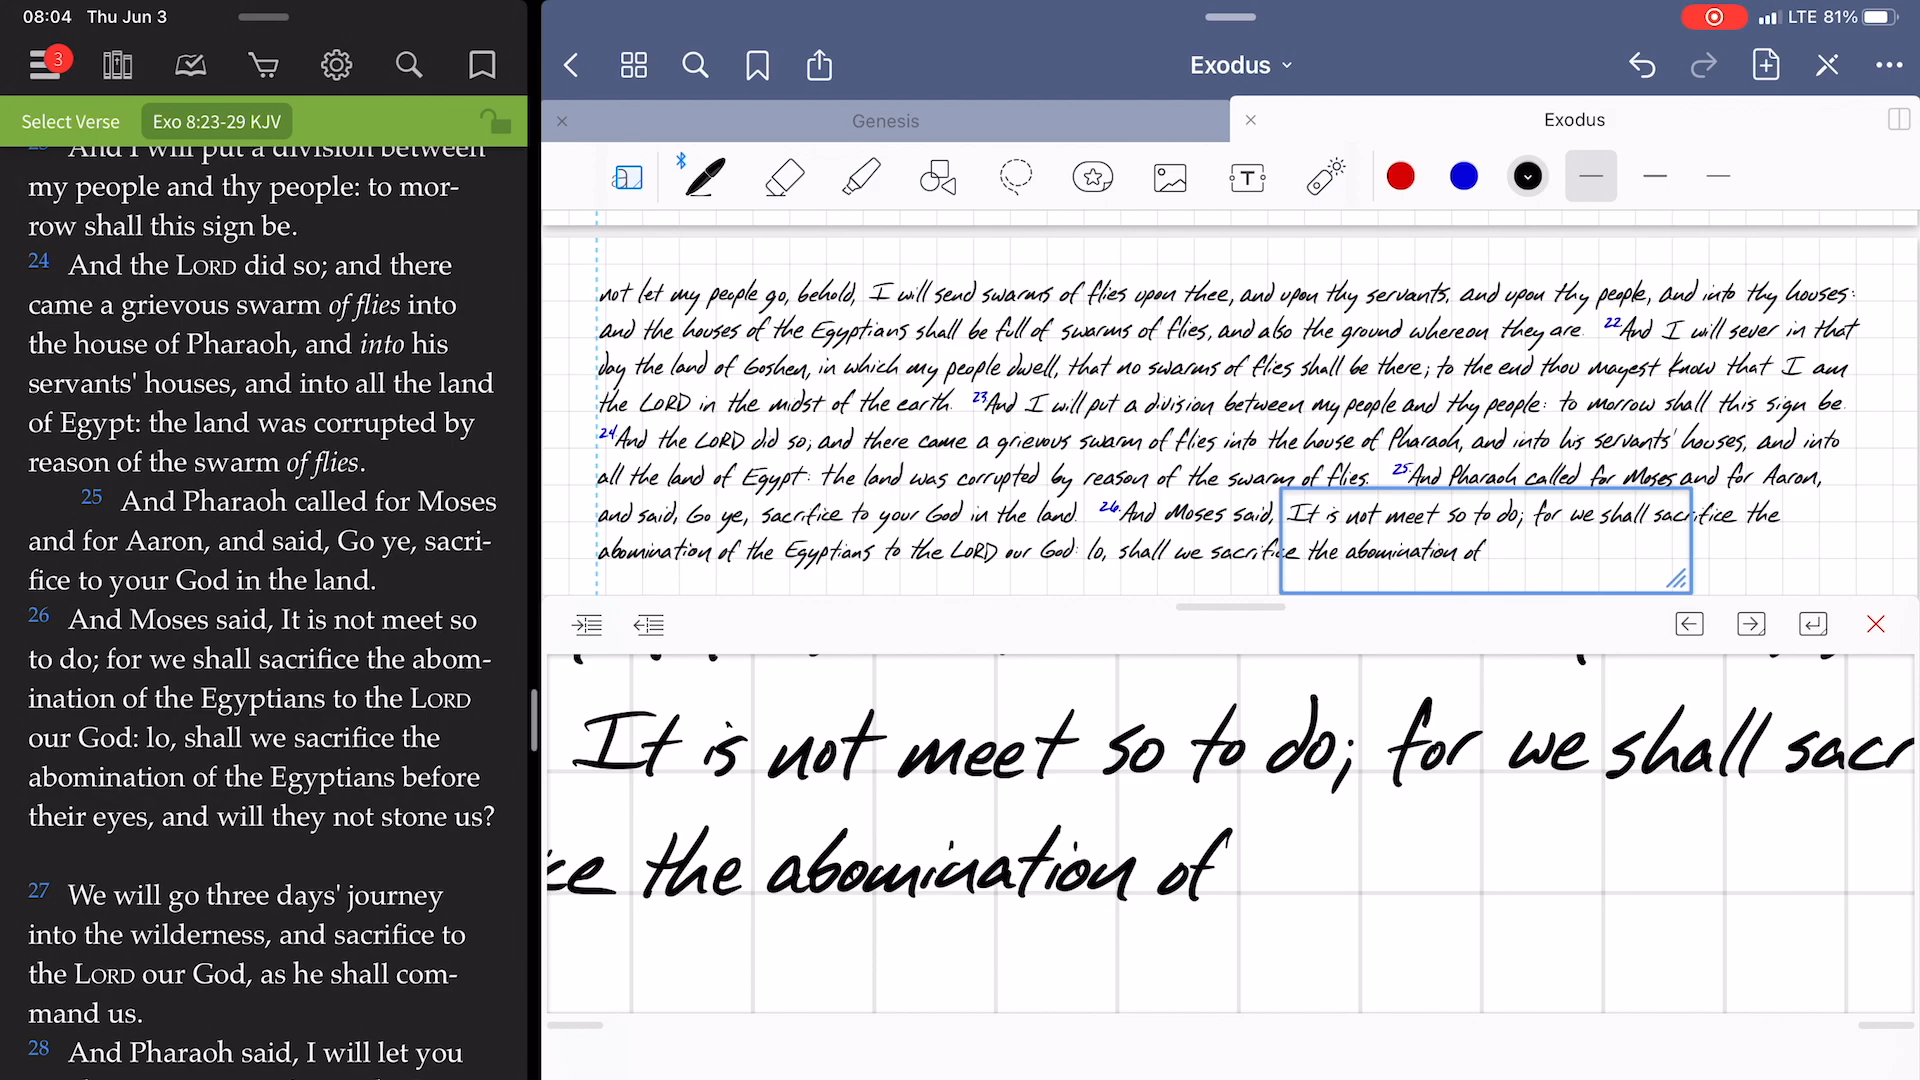 08:04 Thu Jun 3
3
Select Verse Exo 8:23-29 KJV
23 And I will put a division between
my people and thy people: to mor-
row shall this sign be.
24 And the LORD did so; and there
came a grievous swarm of flies into
the house of Pharaoh, and into his
servants' houses, and into all the land
of Egypt: the land was corrupted by
reason of the swarm of flies.
25 And Pharaoh called for Moses
and for Aaron, and said, Go ye, sacri-
fice to your God in the land.
26 And Moses said, It is not meet so
to do; for we shall sacrifice the abom-
ination of the Egyptians to the LORD
our God: lo, shall we sacrifice the
abomination of the Egyptians before
their eyes, and will they not stone us?
27 We will go three days' journey
into the wilderness, and sacrifice to
the LORD our God, as he shall com-
mand us.
28 And Pharaoh said, I will let you
LTE 81%
Exodus
Genesis
Exodus
T
not let my people go, behold, I will send swarms of flies upon thee, and upon thy servants, and upon thy people, and into thy houses:
and the houses of the Egyptians shall be full of swarms of flies, and also the ground whereon they are. 22 And I will sever in that
day the land of Goshen, in which my people dwell, that no swarms of flies shall be there; to the end thou mayest know that I am
the LORD in the midst of the earth. 23 And I will put a division between my people and thy people: to morrow shall this sign be.
24 And the LORD did so; and there came a grievous swarm of flies into the house of Pharaoh, and into his servants' houses, and into
all the land of Egypt: the land was corrupted by reason of the swarm of flies. 25 And Pharaoh called for Moses and for Aaron,
and said, Go ye, sacrifice to your God in the land. 26 And Moses said, It is not meet so to do; for we shall sacrifice the
abomination of the Egyptians to the LORD our God: lo, shall we sacrifice the abomination of
It is not meet so to do; for we shall sacr
ce the abomination of